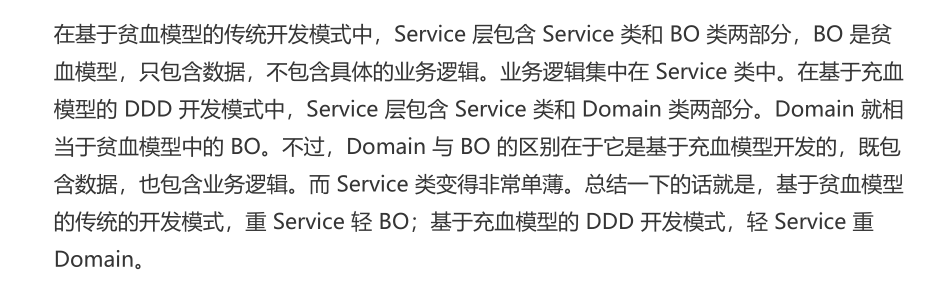 在基于贫血模型的传统开发模式中，Service 层包含 Service 类和 BO 类两部分，BO 是贫
血模型，只包含数据，不包含具体的业务逻辑。业务逻辑集中在 Service 类中。在基于充血
模型的 DDD 开发模式中，Service 层包含 Service 类和 Domain 类两部分。Domain 就相
当于贫血模型中的 BO。不过，Domain 与 BO 的区别在于它是基于充血模型开发的，既包
含数据，也包含业务逻辑。而 Service 类变得非常单薄。总结一下的话就是，基于贫血模型
的传统的开发模式，重 Service 轻 BO；基于充血模型的 DDD 开发模式，轻 Service 重
Domain。